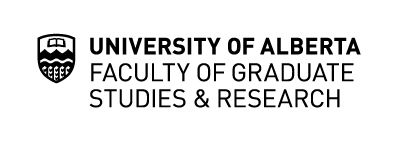 UNIVERSITY OF ALBERTA
FACULTY OF GRADUATE
STUDIES & RESEARCH